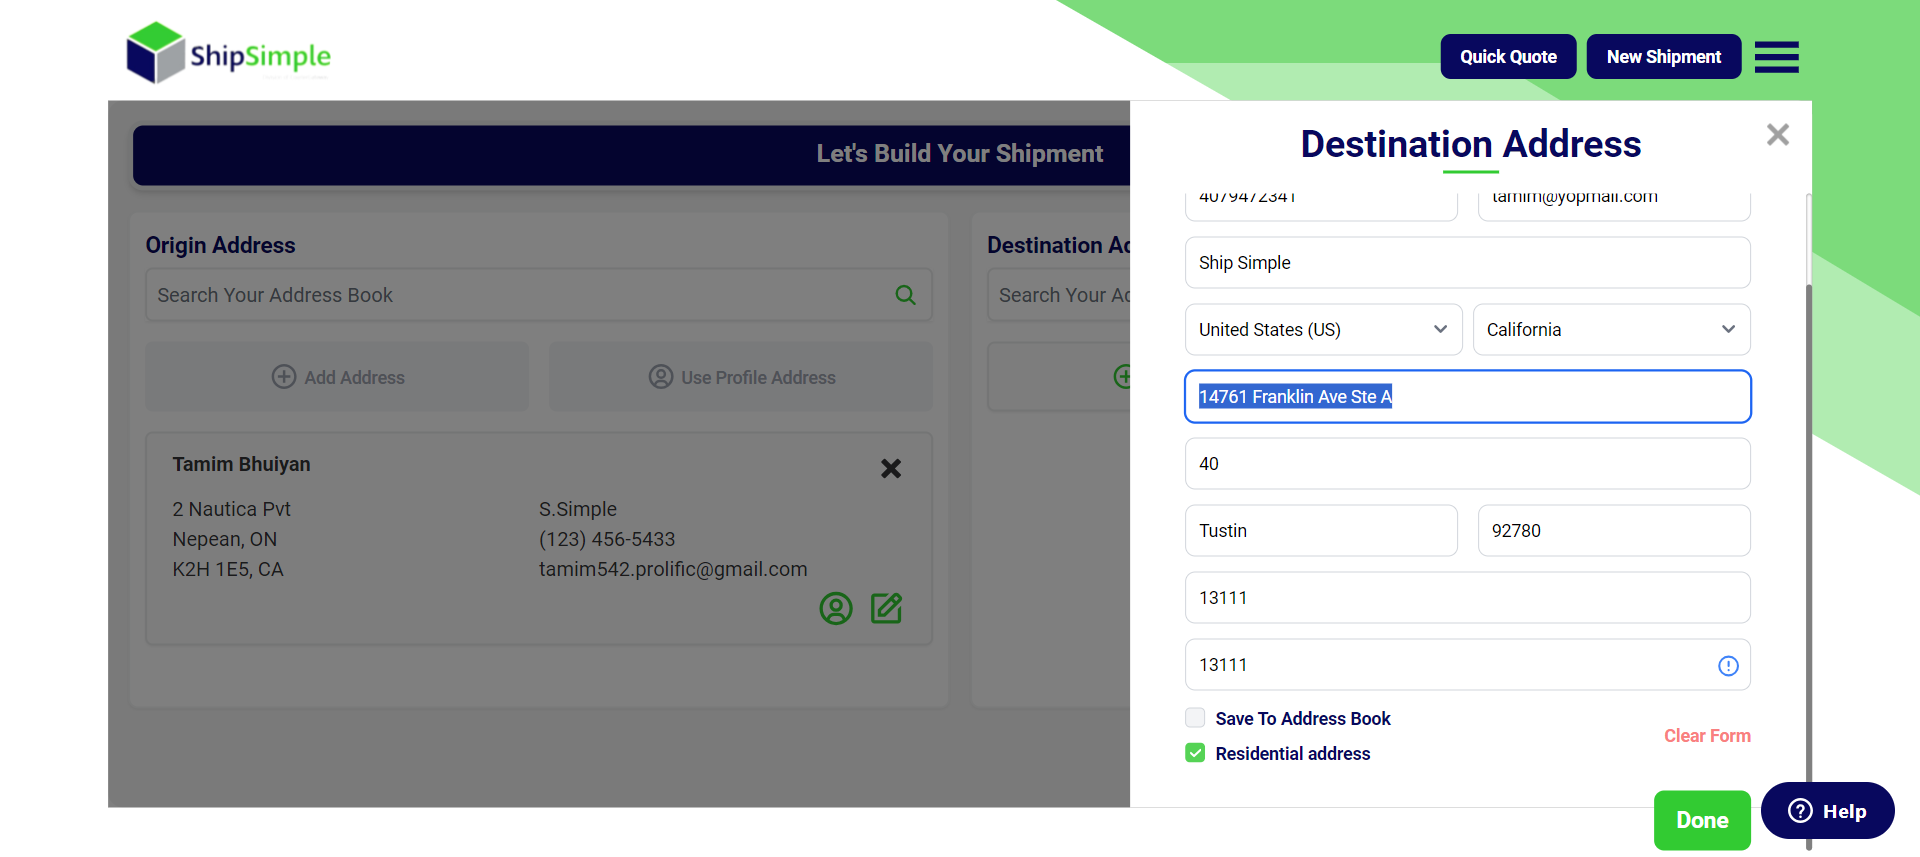 ShipSimple
Quick Quote
New Shipment
Let's Build Your Shipment
Origin Address
Search Your Address Book
Add Address
Use Profile Address
Tamim Bhuiyan
2 Nautica Pvt
Nepean, ON
K2H 1E5, CA
S.Simple
(123) 456-5433
tamim542.prolific@gmail.com
Destination Ad
Search Your Ad
Destination Address
4079472341
tamim@yopmail.com
Ship Simple
United States (US)
California
14761 Franklin Ave Ste A
40
Tustin
92780
13111
13111
Save To Address Book
Residential address
Clear Form
Done
Help